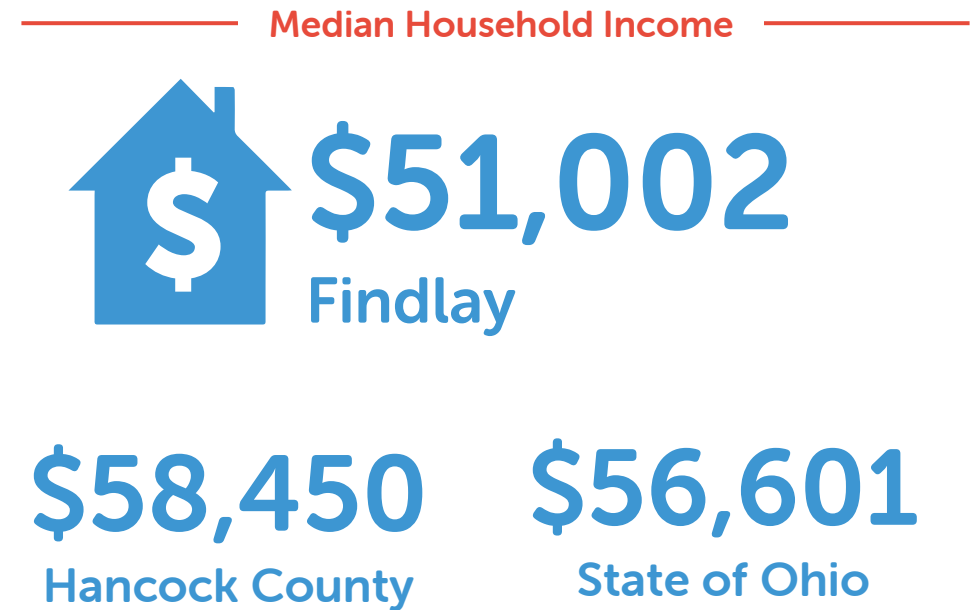 Median Household Income
$
$51,002
Findlay
$58,450
Hancock County
$56,601
State of Ohio